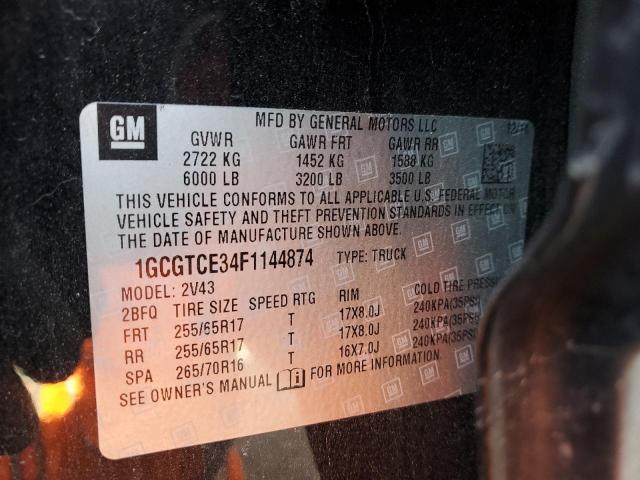 GM
MFD BY GENERAL MOTORS LLC
GVWR GAWR FRT GAWR RR
2722 KG 1452 KG 1588 KG
6000 LB 3200 LB 3500 LB
THIS VEHICLE CONFORMS TO ALL APPLICABLE U.S. FEDERAL MOTOR
VEHICLE SAFETY AND THEFT PREVENTION STANDARDS IN EFFECT ON
THE DATE OF MANUFACTURE SHOWN ABOVE.
1GCGTCE34F1144874 TYPE: TRUCK
MODEL: 2V43
2BFQ TIRE SIZE SPEED RTG RIM COLD TIRE
FRT 255/65R17 T 17X8.0J 240KPA(35PSI)
RR 255/65R17 T 17X8.0J 240KPA(35PSI)
SPA 265/70R16 T 16X7.0J 240KPA(35PSI)
SEE OWNER'S MANUAL FOR MORE INFORMATION.